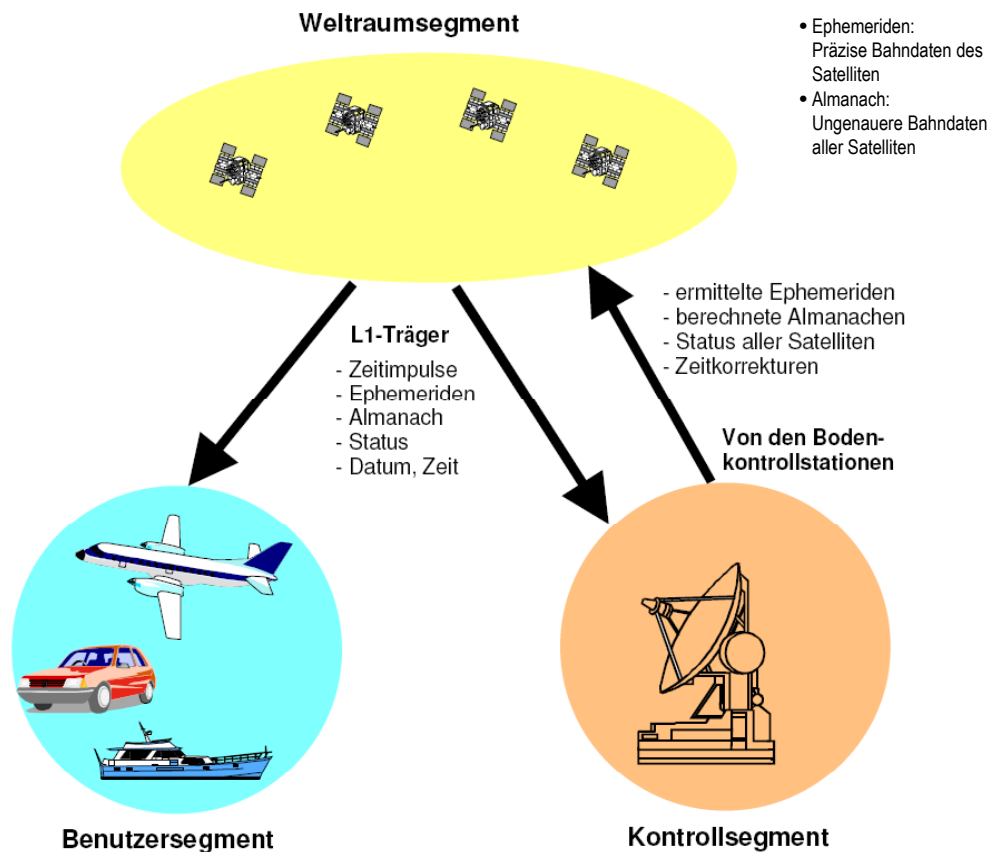 Weltraumsegment
• Ephemeriden:
Präzise Bahndaten des
Satelliten
• Almanach:
Ungenauere Bahndaten
aller Satelliten
- ermittelte Ephemeriden
- berechnete Almanachen
- Status aller Satelliten
- Zeitkorrekturen
L1-Träger
- Zeitimpulse
- Ephemeriden
- Almanach
- Status
- Datum, Zeit
Von den Boden-
kontrollstationen
Benutzersegment
Kontrollsegment